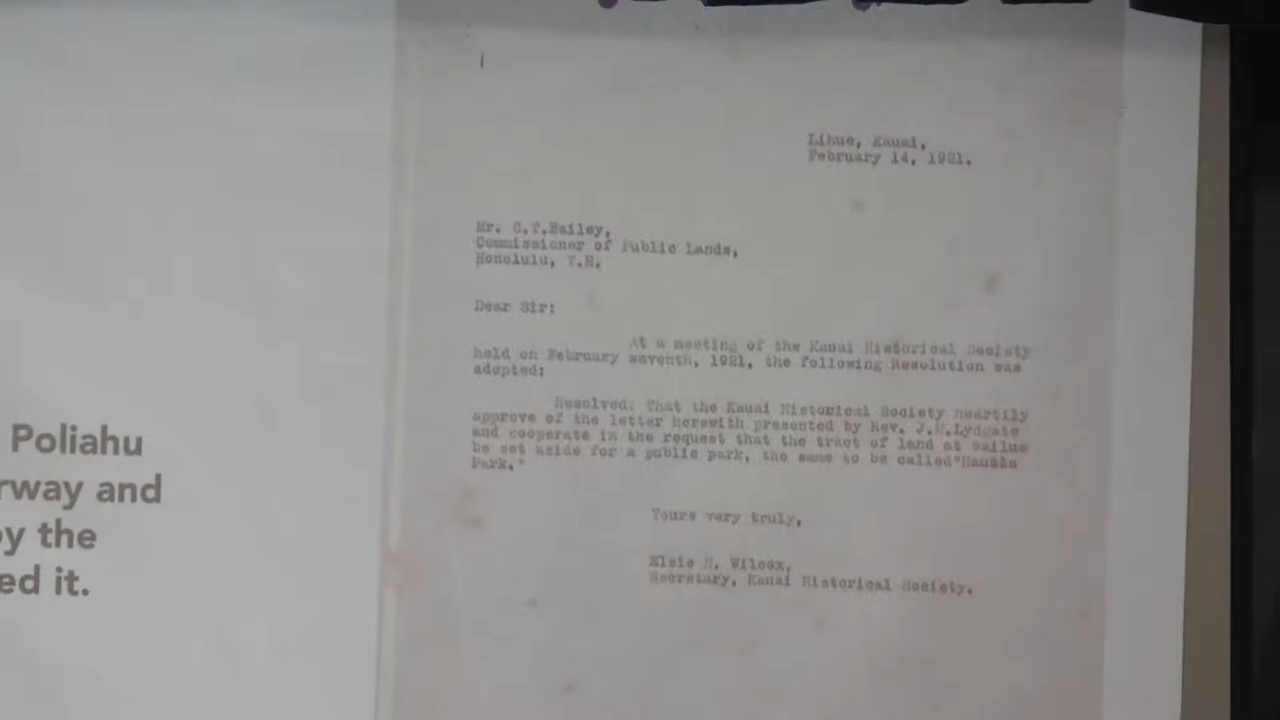 Poliahu
rway and
y the
ed it.
Lihue, Kauai,
February 14, 1921.
Mr. C.T.Bailey,
Commissioner of Public Lands,
Honolulu, T.H.
Dear Sir:
At a meeting of the Kauai Historical Society
held on February seventh, 1921, the following Resolution was
adopted:
Resolved: That the Kauai Historical Society heartily
approve of the letter herewith presented by Rev. J.M.Lydgate
and cooperate in the request that the tract of land at Wailua
be set aside for a public park, the same to be called
Park."
Yours very truly,
Elsie H. Wilcox,
Secretary, Kauai Historical Society.